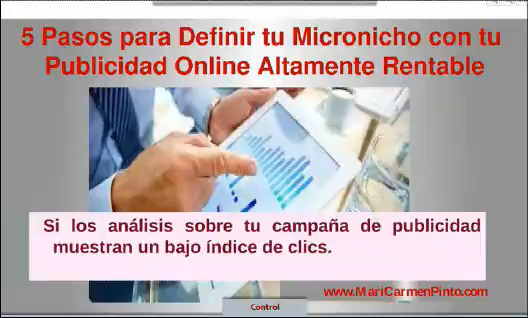 5 Pasos para Definir tu Micronicho con tu
Publicidad Online Altamente Rentable
Si los análisis sobre tu campaña de publicidad
muestran un bajo índice de clics.
www.MariCarmenPinto.com
Control